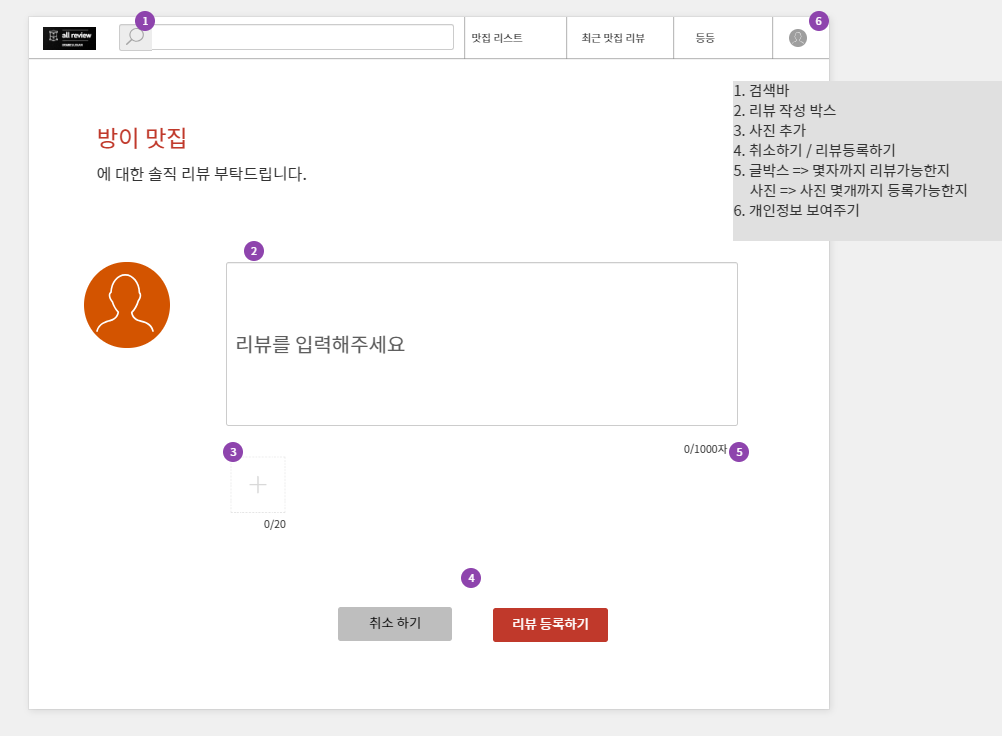 all review
1
맛집 리스트
최근 맛집 리뷰
등등
6
1. 검색바
2. 리뷰 작성 박스
3. 사진 추가
4. 취소하기 / 리뷰등록하기
5. 글박스 => 몇자까지 리뷰가능한지
사진 => 사진 몇개까지 등록가능한지
6. 개인정보 보여주기
방이 맛집
에 대한 솔직 리뷰 부탁드립니다.
2
리뷰를 입력해주세요
0/1000자
5
3
0/20
4
취소 하기
리뷰 등록하기